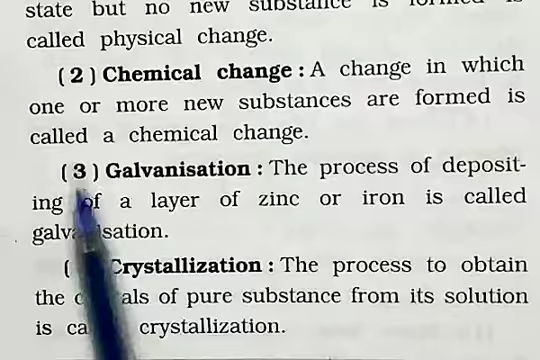 state but no new substance is formed is
called physical change.
(2) Chemical change : A change in which
one or more new substances are formed is
called a chemical change.
(3) Galvanisation : The process of deposit-
ing of a layer of zinc or iron is called
galvanisation.
( Crystallization : The process to obtain
the als of pure substance from its solution
is ca crystallization.